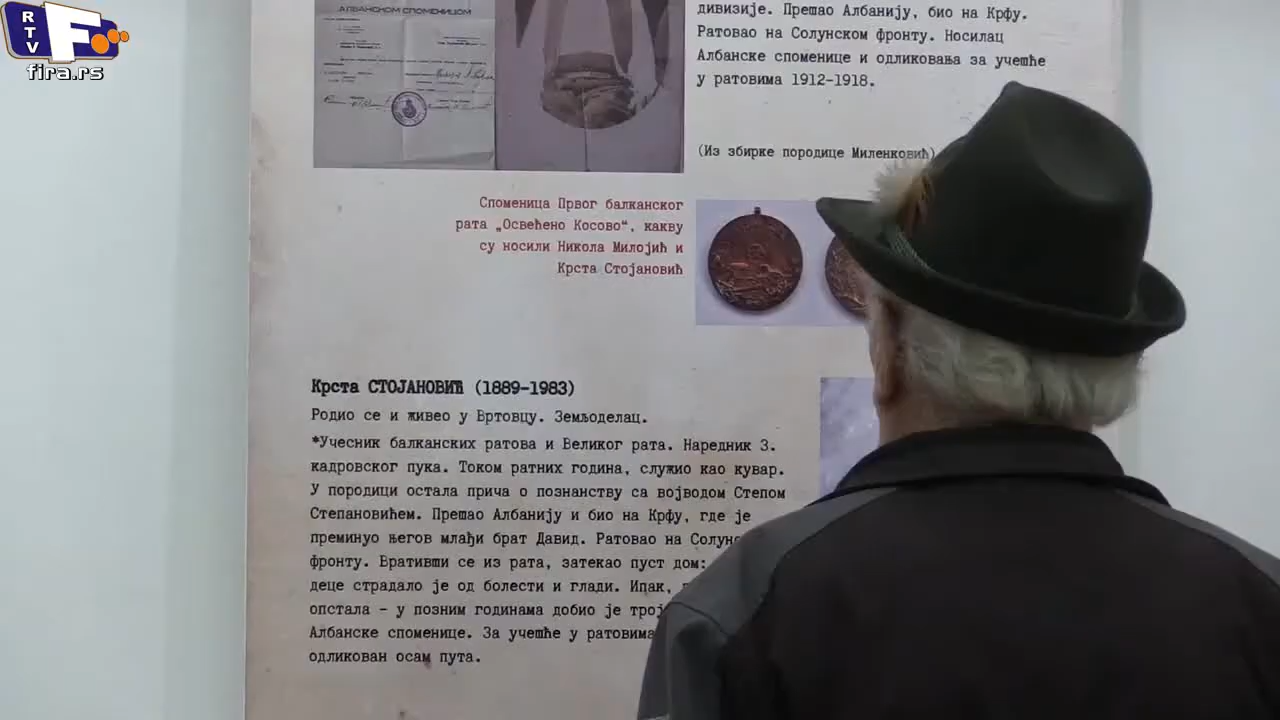 RTV F
fira.rs
АЛБАНСКОМ СПОМЕНИЦОМ
дивизије. Прешао Албанију, био на Крфу.
Ратовао на Солунском фронту. Носилац
Албанске споменице и одликовања за учешће
у ратовима 1912-1918.
(Из збирке породице Миленковић)
Споменица Првог балканског
рата „Освећено Косово“, какву
су носили Никола Милојић и
Крста Стојановић
Крста СТОЈАНОВИЋ (1889-1983)
Родио се и живео у Вртовцу. Земљоделац.
*Учесник балканских ратова и Великог рата. Наредник 3.
кадровског пука. Током ратних година, служио као кувар.
У породици остала прича о познанству са војводом Степом
Степановићем. Прешао Албанију и био на Крфу, где је
преминуо његов млађи брат Давид. Ратовао на
фронту. Вративши се из рата, затекао пуст дом:
деце страдало је од болести и глади. Ипак,
опстала - у позним годинама добио је
Албанске споменице. За учешће у ратовима
одликован осам пута.